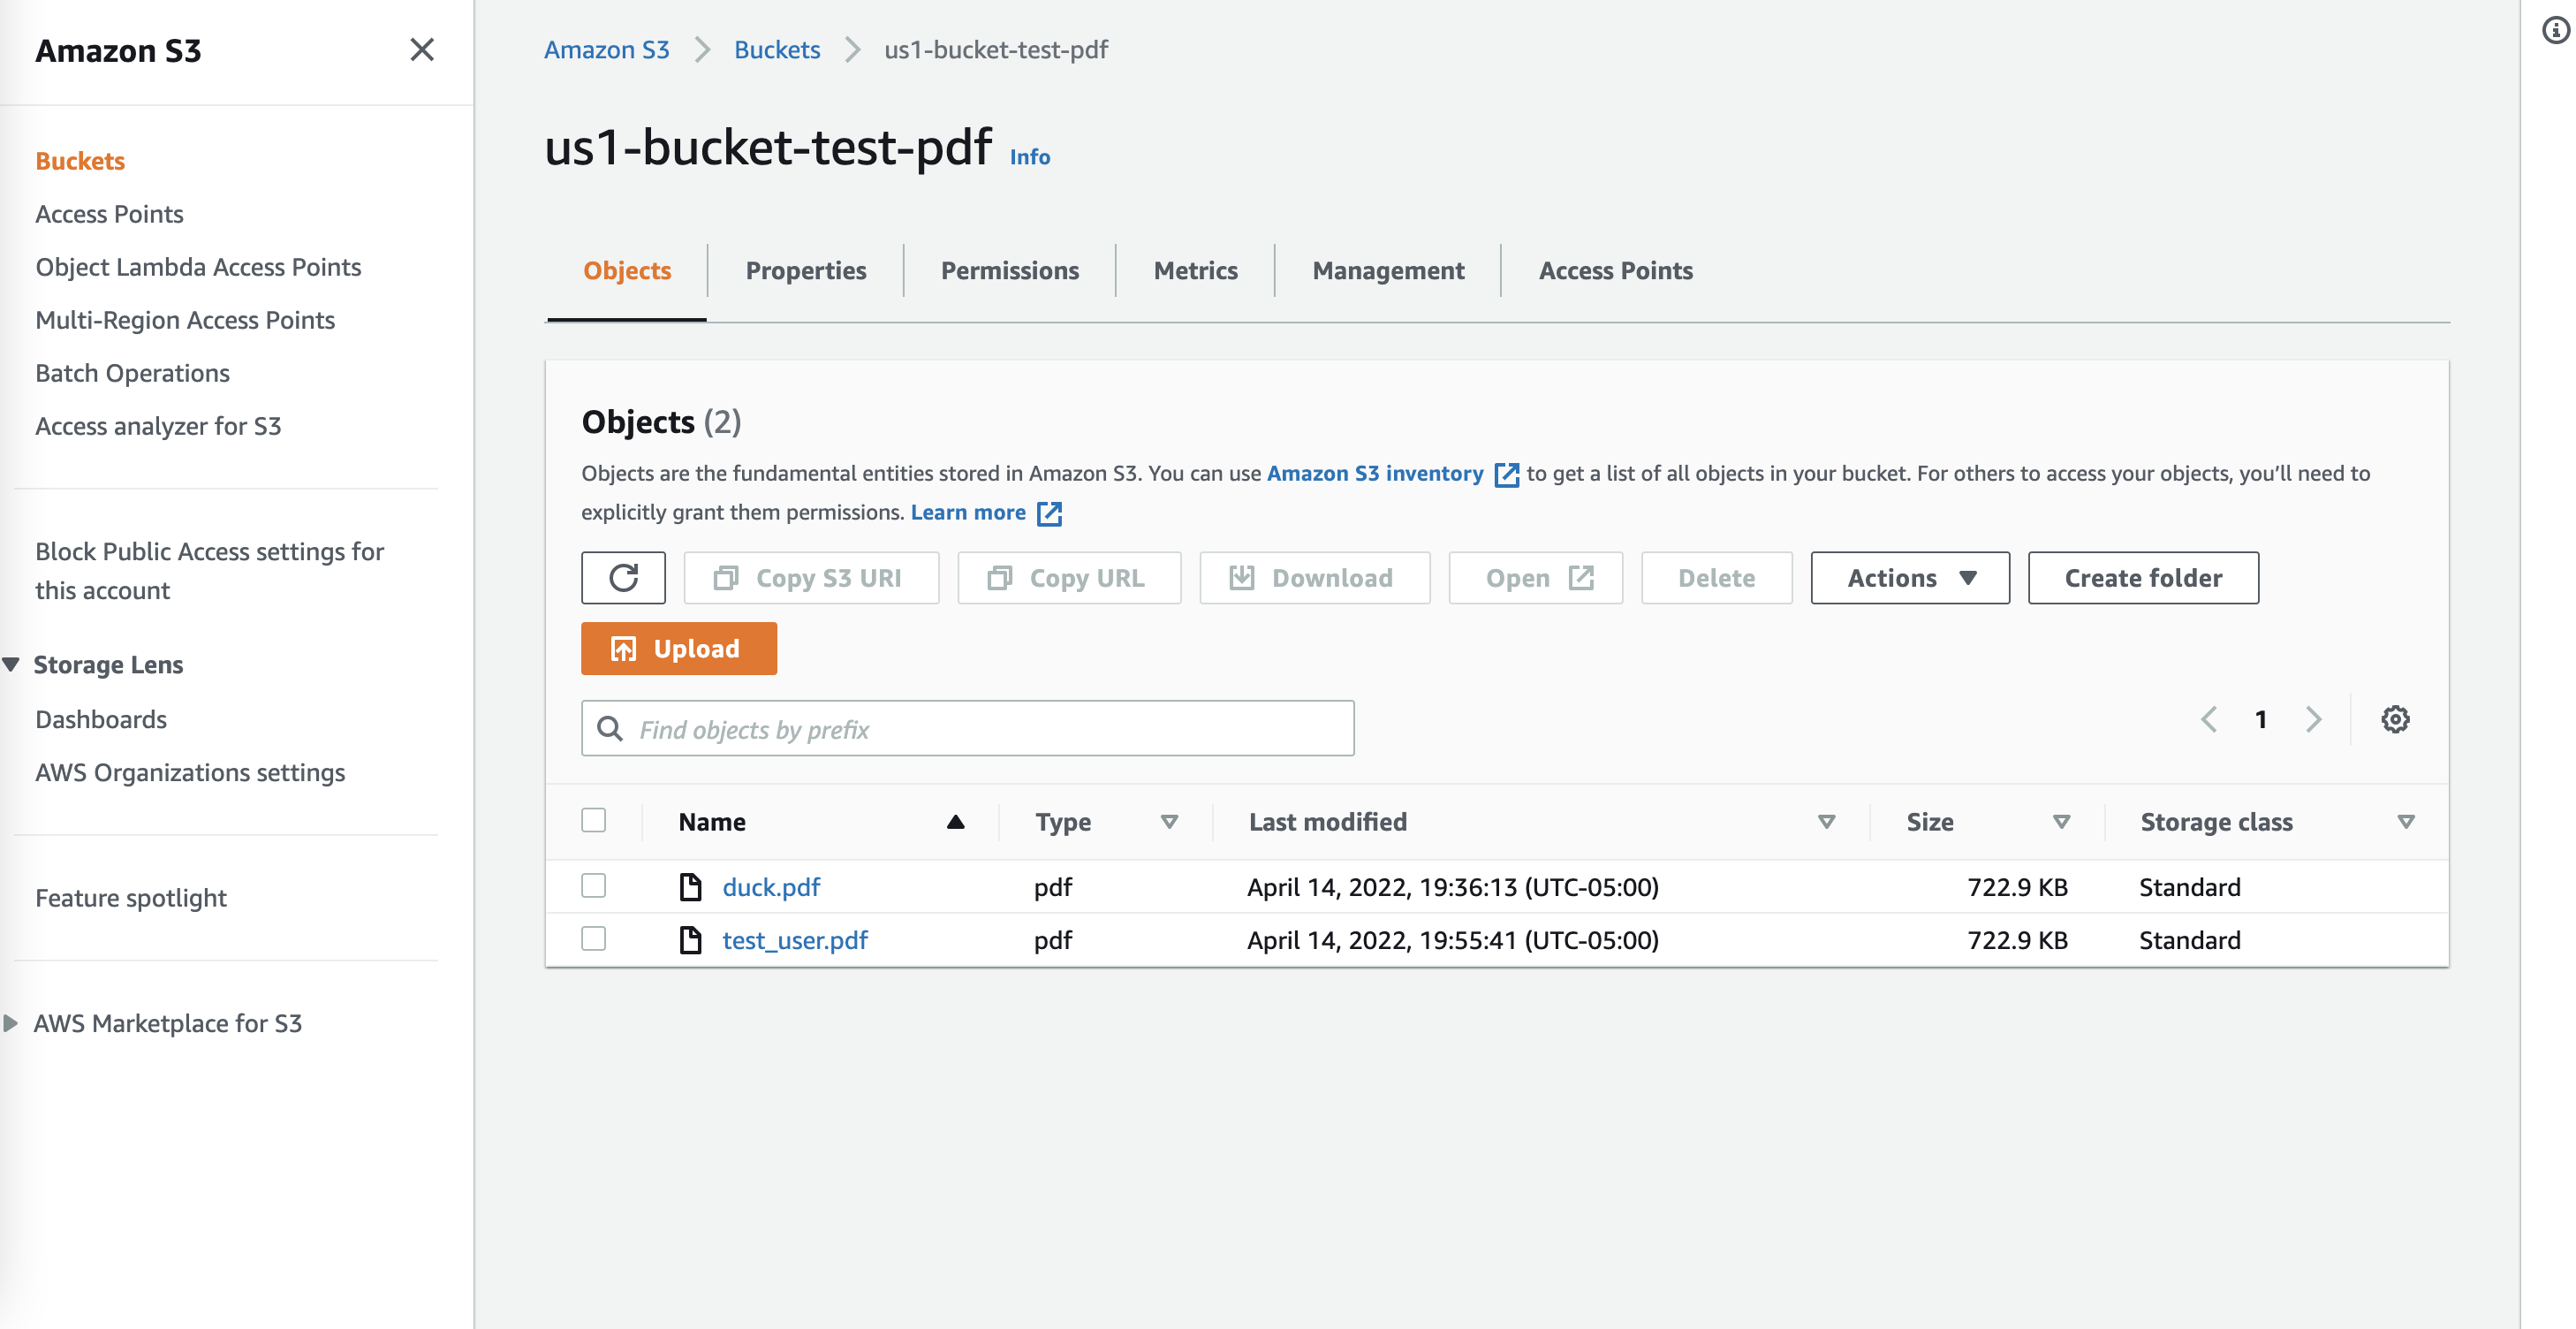 Amazon S3
Buckets
Access Points
Object Lambda Access Points
Multi-Region Access Points
Batch Operations
Access analyzer for S3
Block Public Access settings for
this account
Storage Lens
Dashboards
AWS Organizations settings
Feature spotlight
AWS Marketplace for S3
Amazon S3 Buckets us1-bucket-test-pdf
us1-bucket-test-pdf Info
Objects Properties Permissions Metrics Management Access Points
Objects (2)
Objects are the fundamental entities stored in Amazon S3. You can use Amazon S3 inventory to get a list of all objects in your bucket. For others to access your objects, you’ll need to
explicitly grant them permissions. Learn more
Copy S3 URI Copy URL Download Open Delete Actions Create folder
Upload
Find objects by prefix
1
Name Type Last modified Size Storage class
duck.pdf pdf April 14, 2022, 19:36:13 (UTC-05:00) 722.9 KB Standard
test_user.pdf pdf April 14, 2022, 19:55:41 (UTC-05:00) 722.9 KB Standard